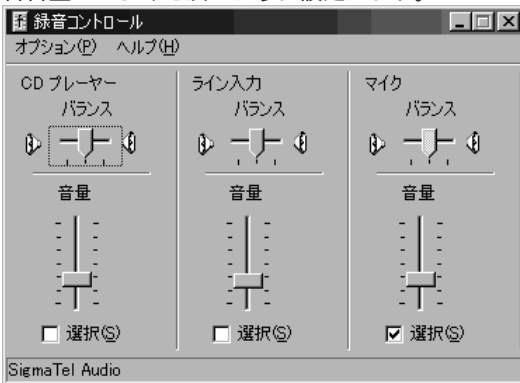 録音コントロール
オプション(P) ヘルプ(H)
CD プレーヤー
バランス
音量
選択(S)
ライン入力
バランス
音量
選択(S)
マイク
バランス
音量
選択(S)
SigmaTel Audio